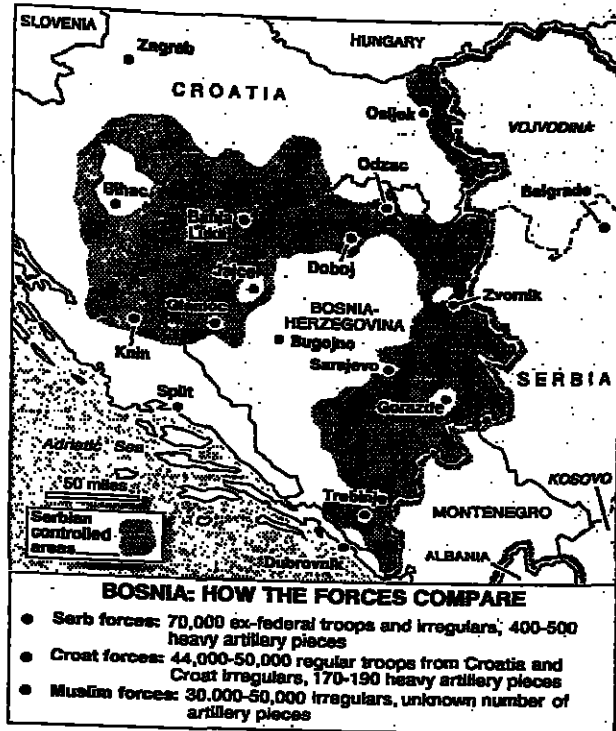 SLOVENIA
Zagreb
HUNGARY
CROATIA
Osijek
VOJVODINA
Odzac
Belgrade
Bihac
Banja
Luka
Doboj
Jajce
Zvornik
BOSNIA-
HERZEGOVINA
Glamoc
Bugojno
Knin
Sarajevo
SERBIA
Split
Gorazde
Adriatic Sea
KOSOVO
50 miles
Trebinje
MONTENEGRO
Serbian
controlled
areas
Dubrovnik
ALBANIA
BOSNIA: HOW THE FORCES COMPARE
● Serb forces: 70,000 ex-federal troops and irregulars, 400-500
heavy artillery pieces
● Croat forces: 44,000-50,000 regular troops from Croatia and
Croat irregulars, 170-190 heavy artillery pieces
● Muslim forces: 30.000-50,000 irregulars, unknown number of
artillery pieces